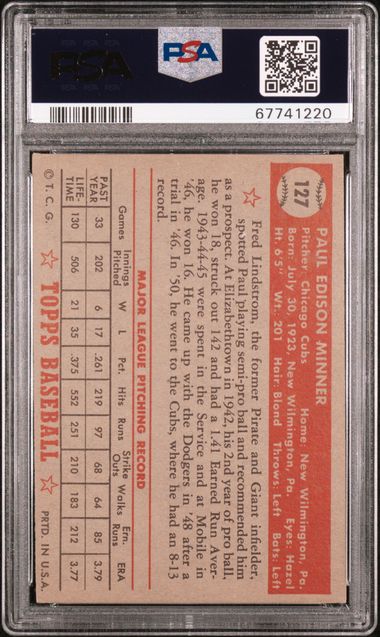 PSA
PSA
67741220
127
PAUL EDISON MINNER
Pitcher: Chicago Cubs Home: New Wilmington, Pa.
Born: July 30, 1923, New Wilmington, Pa. Eyes: Hazel
Ht. 6'5" Wt. 201 Hair: Blond Throws: Left Bats: Left
Fred Lindstrom, the former Pirate and Giant infielder,
spotted Paul playing semi-pro ball and recommended him
as a prospect. At Elizabethtown in 1942, his 2nd year of pro ball,
he won 18, struck out 142 and had a 1.41 Earned Run Aver-
age. 1943-44-45 were spent in the Service and at Mobile in
'46, he won 16. He came up with the Dodgers in '48 after a
trial in '46. In '50, he went to the Cubs, where he had an 8-13
record.
MAJOR LEAGUE PITCHING RECORD
Games Innings Pitched W L Pct. Hits Runs Strike Outs Walks Ern. Runs ERA
PAST YEAR 33 202 6 17 .261 219 97 68 64 85 3.79
LIFE-TIME 130 506 21 35 .375 552 251 210 183 212 3.77
© T. C. G. TOPPS BASEBALL PRTD. IN U.S.A.